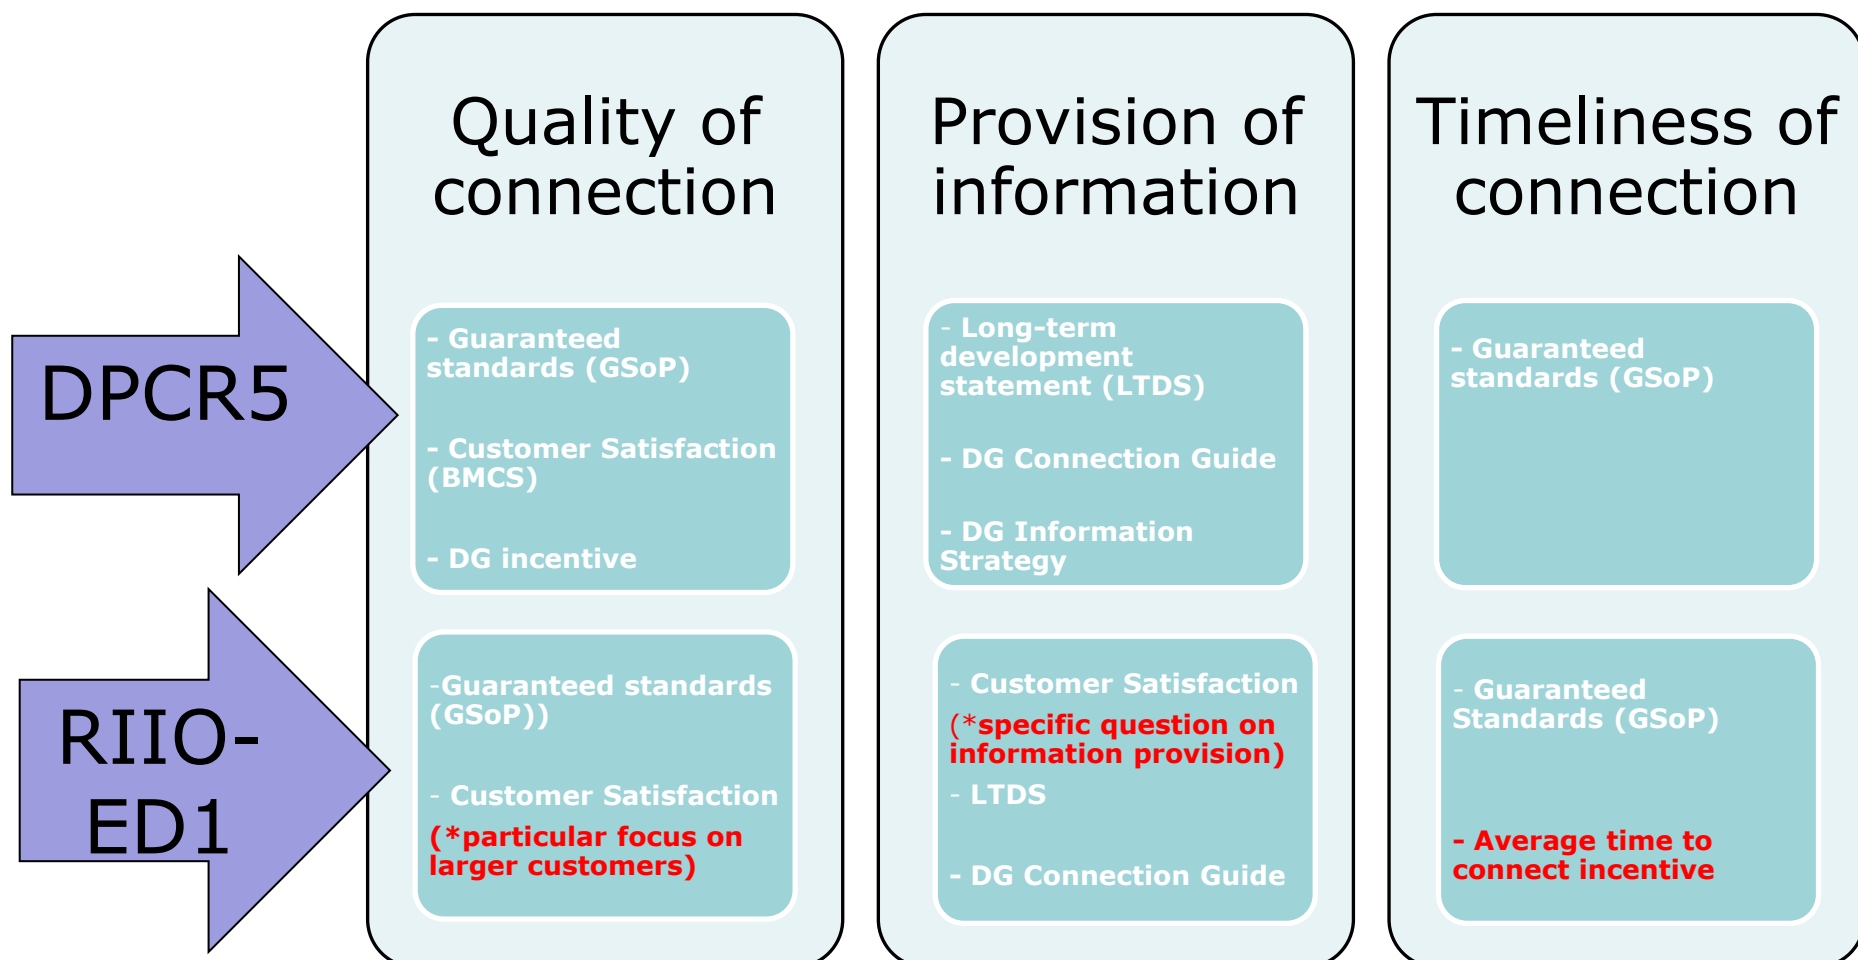 Quality of
connection
Provision of
information
Timeliness of
connection
DPCR5
- Guaranteed
standards (GSoP)
- Customer Satisfaction
(BMCS)
- DG incentive
- Long-term
development
statement (LTDS)
- DG Connection Guide
- DG Information
Strategy
- Guaranteed
standards (GSoP)
RIIO-
ED1
-Guaranteed standards
(GSoP))
- Customer Satisfaction
(*particular focus on
larger customers)
- Customer Satisfaction
(*specific question on
information provision)
- LTDS
- DG Connection Guide
- Guaranteed
Standards (GSoP)
- Average time to
connect incentive